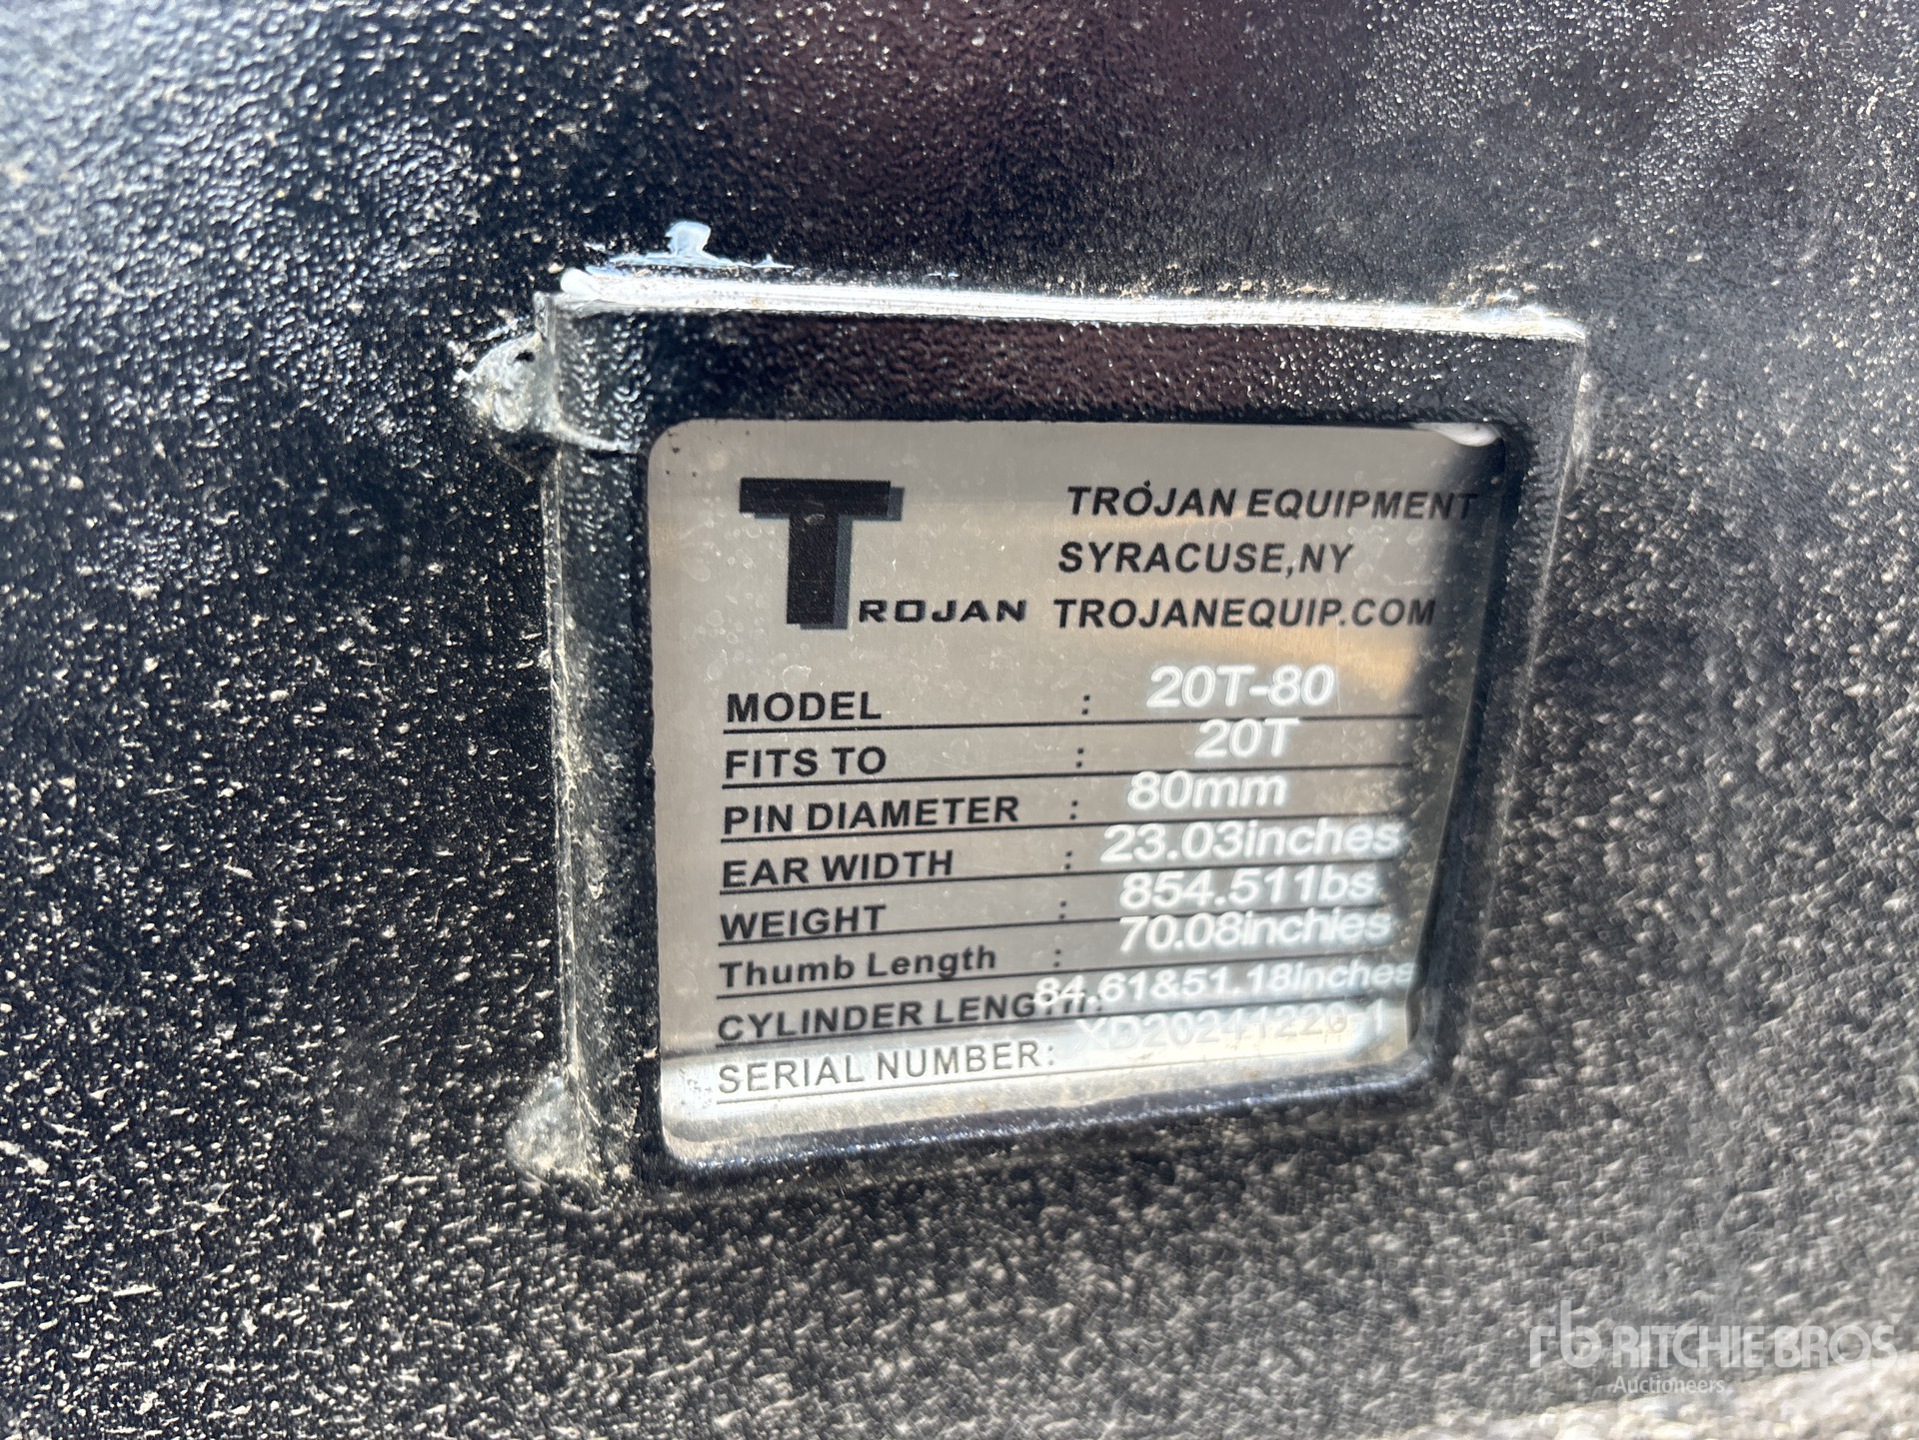 TROJAN
TROJAN EQUIPMENT
SYRACUSE,NY
TROJANEQUIP.COM
MODEL : 20T-80
FITS TO : 20T
PIN DIAMETER : 80mm
EAR WIDTH : 23.03inches
WEIGHT : 854.511bs
Thumb Length : 70.08inchies
CYLINDER LENGTH: 84.61&51.18inches
SERIAL NUMBER:
rb RITCHIE BROS
Auctioneers